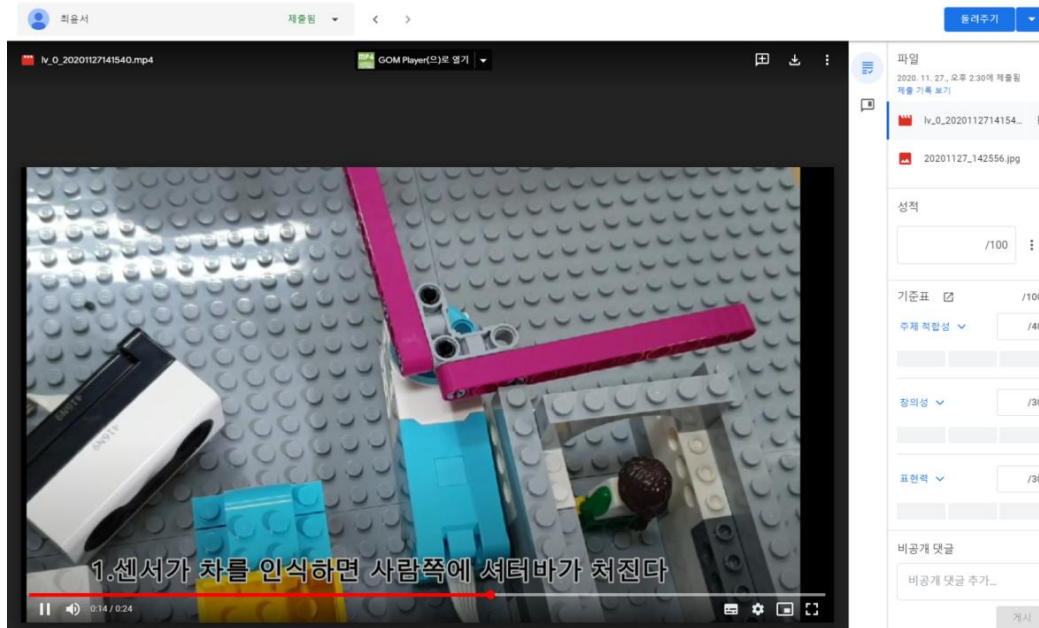 최윤서
제출됨
돌려주기
lv_0_20201127141540.mp4
GOM Player(으)로 열기
파일
2020. 11. 27., 오후 2:30에 제출됨
제출 기록 보기
lv_0_2020112714154...
20201127_142556.jpg
성적
/100
기준표
/100
주제 적합성
/40
창의성
/30
표현력
/30
1.센서가 차를 인식하면 사람쪽에 셔터바가 쳐진다
0:14 / 0:24
비공개 댓글
비공개 댓글 추가...
게시